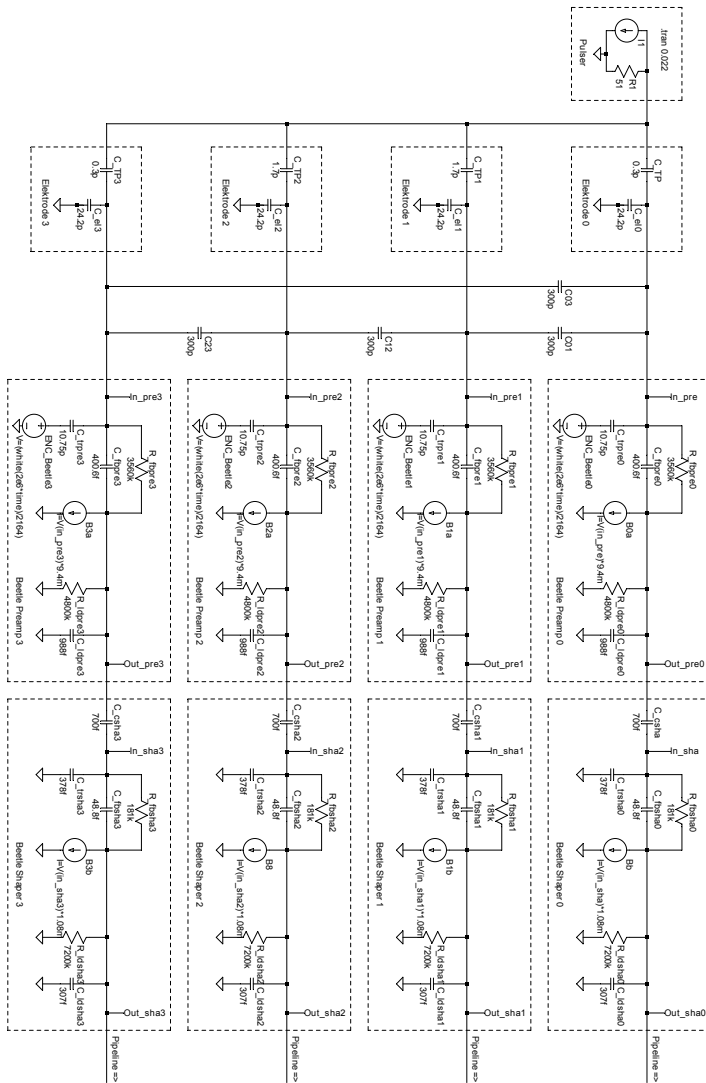 .tran 0.022
I1
R1
51
Pulser
C_TP
0.3p
C_el0
24.2p
Elektrode 0
C03
300p
C01
300p
In_pre
R_fbpre0
3560k
C_fbpre0
400.6f
C_trpre0
10.75p
ENC_Beetle0
V=(white(2e6*time)/2164)
B0a
I=V(in_pre)*9.4m
R_ldpre0
4800k
C_ldpre0
988f
Beetle Preamp 0
Out_pre0
C_csha
700f
In_sha
R_fbsha0
181k
C_fbsha0
48.8f
C_trsha0
378f
Bb
I=V(in_sha)*1.08m
R_ldsha0
7200k
C_ldsha0
307f
Beetle Shaper 0
Out_sha0
Pipeline =>
C_TP1
1.7p
C_el1
24.2p
Elektrode 1
C12
300p
In_pre1
R_fbpre1
3560k
C_fbpre1
400.6f
C_trpre1
10.75p
ENC_Beetle1
V=(white(2e6*time)/2164)
B1a
I=V(in_pre1)*9.4m
R_ldpre1
4800k
C_ldpre1
988f
Beetle Preamp 1
Out_pre1
C_csha1
700f
In_sha1
R_fbsha1
181k
C_fbsha1
48.8f
C_trsha1
378f
B1b
I=V(in_sha1)*1.08m
R_ldsha1
7200k
C_ldsha1
307f
Beetle Shaper 1
Out_sha1
Pipeline =>
C_TP2
1.7p
C_el2
24.2p
Elektrode 2
C23
300p
In_pre2
R_fbpre2
3560k
C_fbpre2
400.6f
C_trpre2
10.75p
ENC_Beetle2
V=(white(2e6*time)/2164)
B2a
I=V(in_pre2)*9.4m
R_ldpre2
4800k
C_ldpre2
988f
Beetle Preamp 2
Out_pre2
C_csha2
700f
In_sha2
R_fbsha2
181k
C_fbsha2
48.8f
C_trsha2
378f
B8
I=V(in_sha2)*1.08m
R_ldsha2
7200k
C_ldsha2
307f
Beetle Shaper 2
Out_sha2
Pipeline =>
C_TP3
0.3p
C_el3
24.2p
Elektrode 3
In_pre3
R_fbpre3
3560k
C_fbpre3
400.6f
C_trpre3
10.75p
ENC_Beetle3
V=(white(2e6*time)/2164)
B3a
I=V(in_pre3)*9.4m
R_ldpre3
4800k
C_ldpre3
988f
Beetle Preamp 3
Out_pre3
C_csha3
700f
In_sha3
R_fbsha3
181k
C_fbsha3
48.8f
C_trsha3
378f
B3b
I=V(in_sha3)*1.08m
R_ldsha3
7200k
C_ldsha3
307f
Beetle Shaper 3
Out_sha3
Pipeline =>